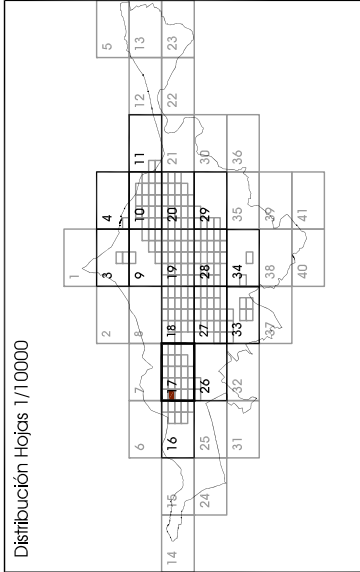 Distribución Hojas 1/10000
1
2 3 4 5
6 7 8 9 10 11 12 13
14 15 16 17 18 19 20 21 22 23
24 25 26 27 28 29 30
31 32 33 34 35 36
37 38 39
40 41